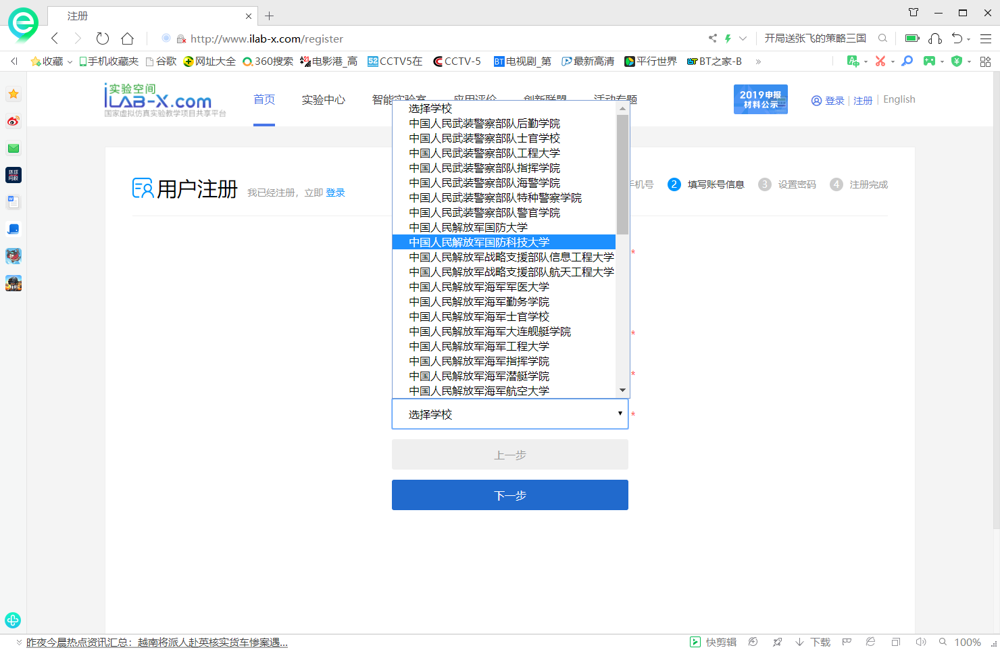 注册
http://www.ilab-x.com/register
开局送张飞的策略三国
收藏
手机收藏夹
谷歌
网址大全
360搜索
电影港_高
CCTV5在
CCTV-5
电视剧_第
最新高清
平行世界
BT之家-B
实验空间
iLAB-X.com
国家虚拟仿真实验教学项目共享平台
首页
实验中心
智能实验室
应用评价
创新联盟
活动专题
2019申报
材料公示
登录 | 注册 | English
用户注册
我已经注册，立即 登录
手机号
2 填写账号信息
3 设置密码
4 注册完成
选择学校
中国人民武装警察部队后勤学院
中国人民武装警察部队士官学校
中国人民武装警察部队工程大学
中国人民武装警察部队指挥学院
中国人民武装警察部队海警学院
中国人民武装警察部队特种警察学院
中国人民武装警察部队警官学院
中国人民解放军国防大学
中国人民解放军国防科技大学
中国人民解放军战略支援部队信息工程大学
中国人民解放军战略支援部队航天工程大学
中国人民解放军海军军医大学
中国人民解放军海军勤务学院
中国人民解放军海军士官学校
中国人民解放军海军大连舰艇学院
中国人民解放军海军工程大学
中国人民解放军海军指挥学院
中国人民解放军海军潜艇学院
中国人民解放军海军航空大学
选择学校
上一步
下一步
昨夜今晨热点资讯汇总：越南将派人赴英核实货车惨案遇...
快剪辑
下载
100%